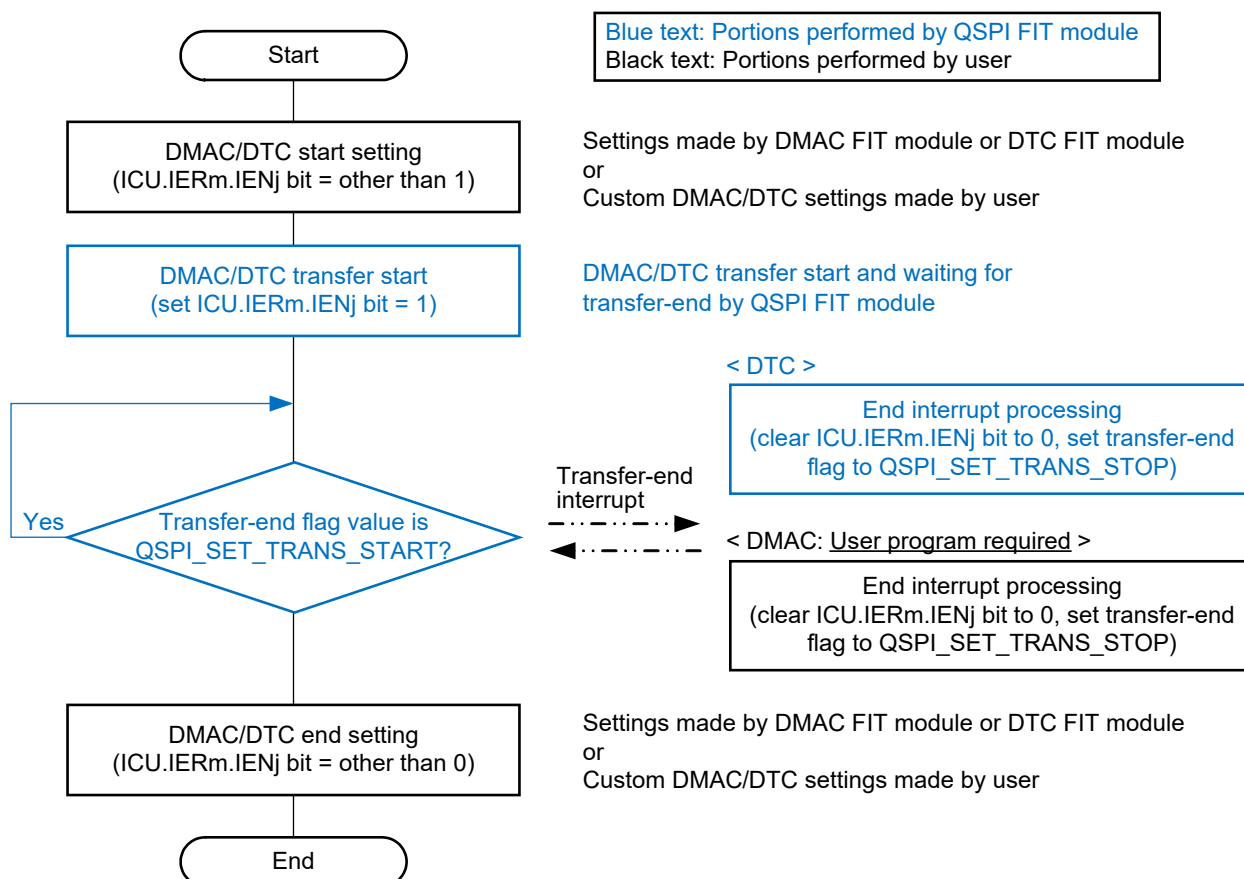 Start
Blue text: Portions performed by QSPI FIT module
Black text: Portions performed by user
DMAC/DTC start setting
(ICU.IERm.IENj bit = other than 1)
Settings made by DMAC FIT module or DTC FIT module
or
Custom DMAC/DTC settings made by user
DMAC/DTC transfer start
(set ICU.IERm.IENj bit = 1)
DMAC/DTC transfer start and waiting for
transfer-end by QSPI FIT module
< DTC >
End interrupt processing
(clear ICU.IERm.IENj bit to 0, set transfer-end
flag to QSPI_SET_TRANS_STOP)
Transfer-end
interrupt
Yes
Transfer-end flag value is
QSPI_SET_TRANS_START?
< DMAC: User program required >
End interrupt processing
(clear ICU.IERm.IENj bit to 0, set transfer-end
flag to QSPI_SET_TRANS_STOP)
DMAC/DTC end setting
(ICU.IERm.IENj bit = other than 0)
Settings made by DMAC FIT module or DTC FIT module
or
Custom DMAC/DTC settings made by user
End